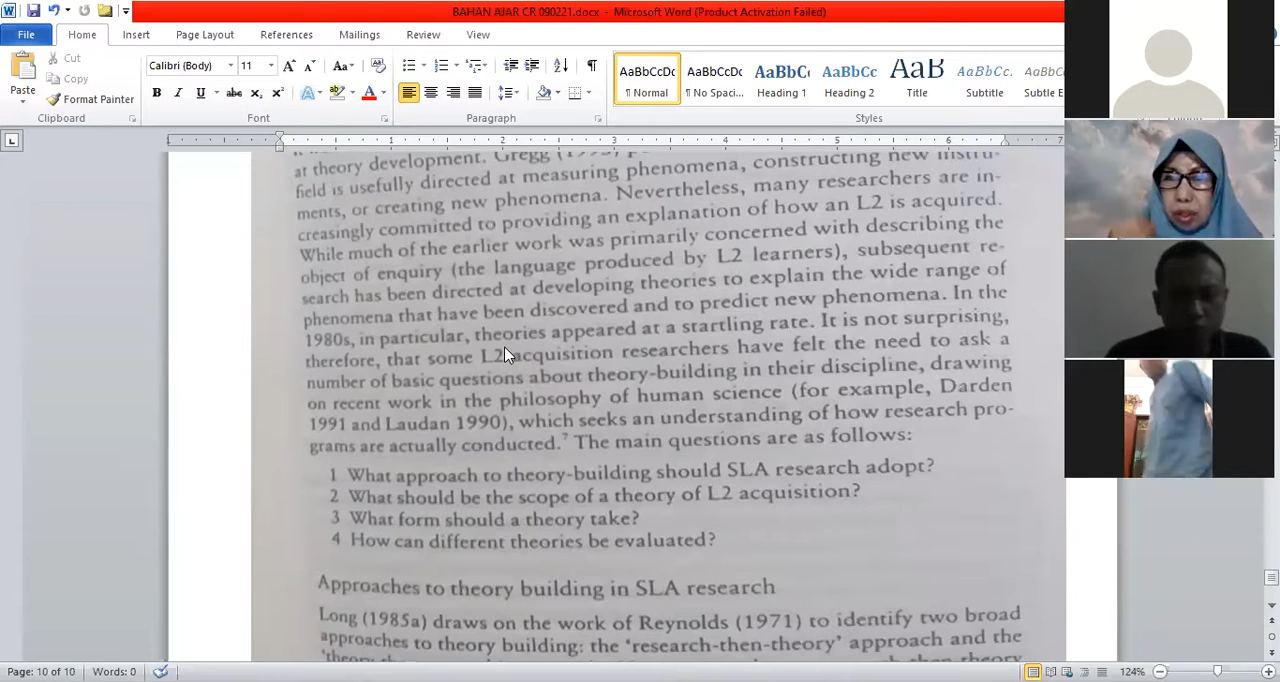 BAHAN AJAR CR 090221.docx - Microsoft Word (Product Activation Failed)
File Home Insert Page Layout References Mailings Review View
Cut
Copy
Format Painter
Paste
Clipboard
Calibri (Body) 11
Font
Paragraph
AaBbCcDc AaBbCcDc AaBbC AaBbCc AaB AaBbCc. AaBbCc
¶ Normal ¶ No Spaci... Heading 1 Heading 2 Title Subtitle Subtle E
Styles
1 2 3 4 5 6 7
at theory development. Gregg
field is usefully directed at measuring phenomena, constructing new instru-
ments, or creating new phenomena. Nevertheless, many researchers are in-
creasingly committed to providing an explanation of how an L2 is acquired.
While much of the earlier work was primarily concerned with describing the
object of enquiry (the language produced by L2 learners), subsequent re-
search has been directed at developing theories to explain the wide range of
phenomena that have been discovered and to predict new phenomena. In the
1980s, in particular, theories appeared at a startling rate. It is not surprising,
therefore, that some L2 acquisition researchers have felt the need to ask a
number of basic questions about theory-building in their discipline, drawing
on recent work in the philosophy of human science (for example, Darden
1991 and Laudan 1990), which seeks an understanding of how research pro-
grams are actually conducted.7 The main questions are as follows:
1 What approach to theory-building should SLA research adopt?
2 What should be the scope of a theory of L2 acquisition?
3 What form should a theory take?
4 How can different theories be evaluated?
Approaches to theory building in SLA research
Long (1985a) draws on the work of Reynolds (1971) to identify two broad
approaches to theory building: the 'research-then-theory' approach and the
Page: 10 of 10 Words: 0 124%